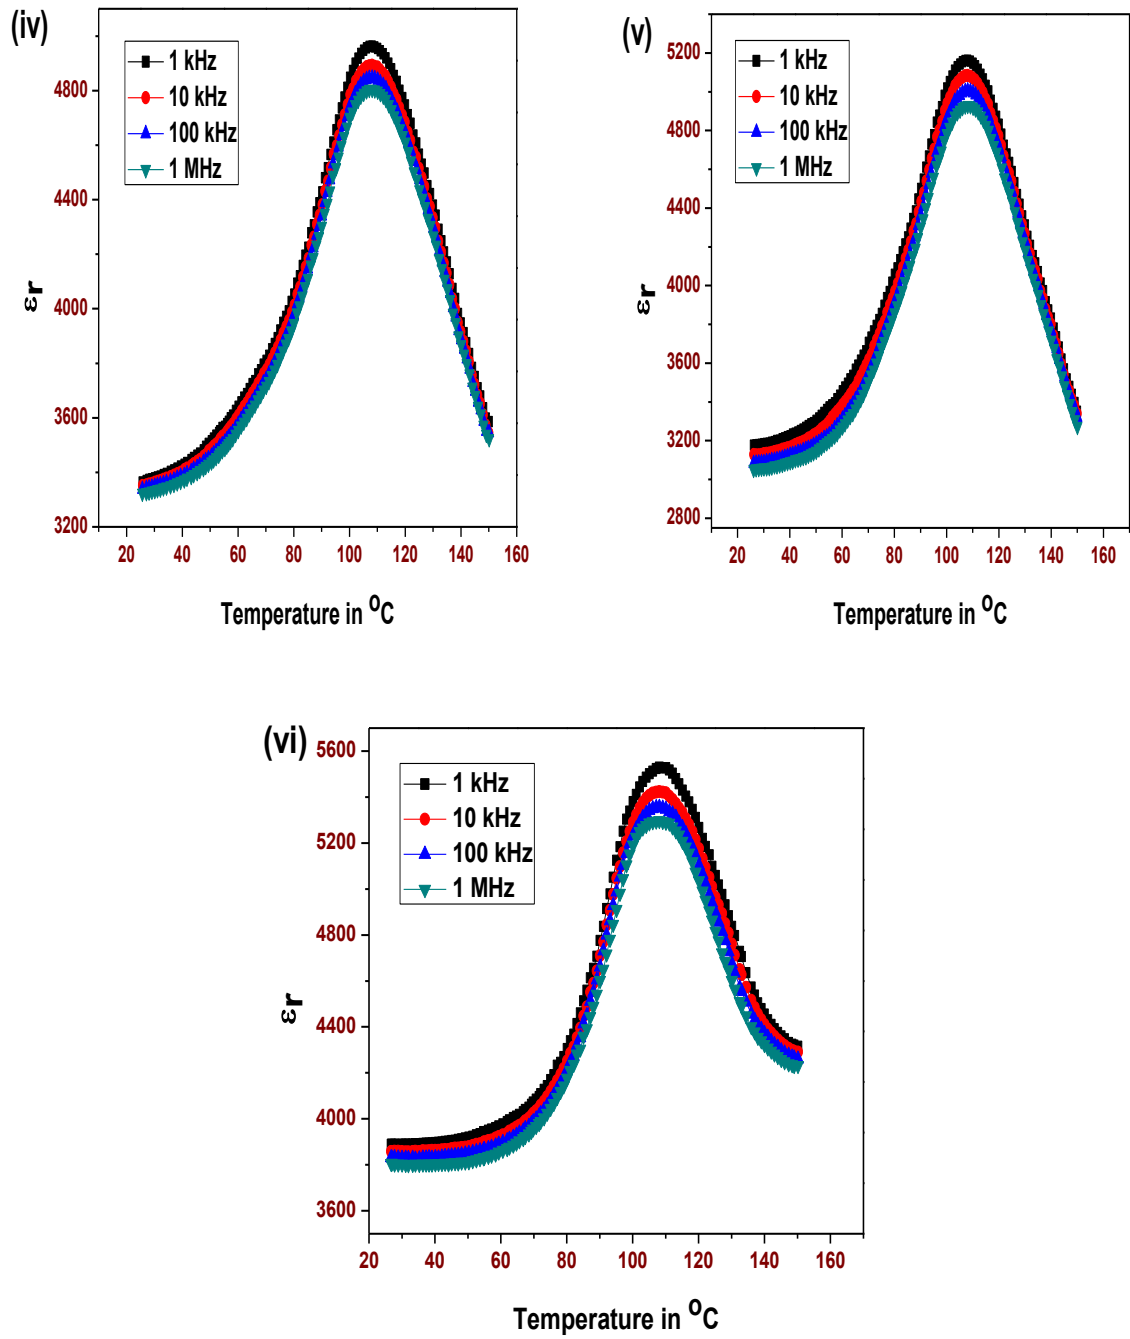 (iv)
1 kHz
10 kHz
100 kHz
1 MHz
4800
4400
4000
3600
3200
εr
20 40 60 80 100 120 140 160
Temperature in °C
(v)
1 kHz
10 kHz
100 kHz
1 MHz
5200
4800
4400
4000
3600
3200
2800
εr
20 40 60 80 100 120 140 160
Temperature in °C
(vi)
1 kHz
10 kHz
100 kHz
1 MHz
5600
5200
4800
4400
4000
3600
εr
20 40 60 80 100 120 140 160
Temperature in °C